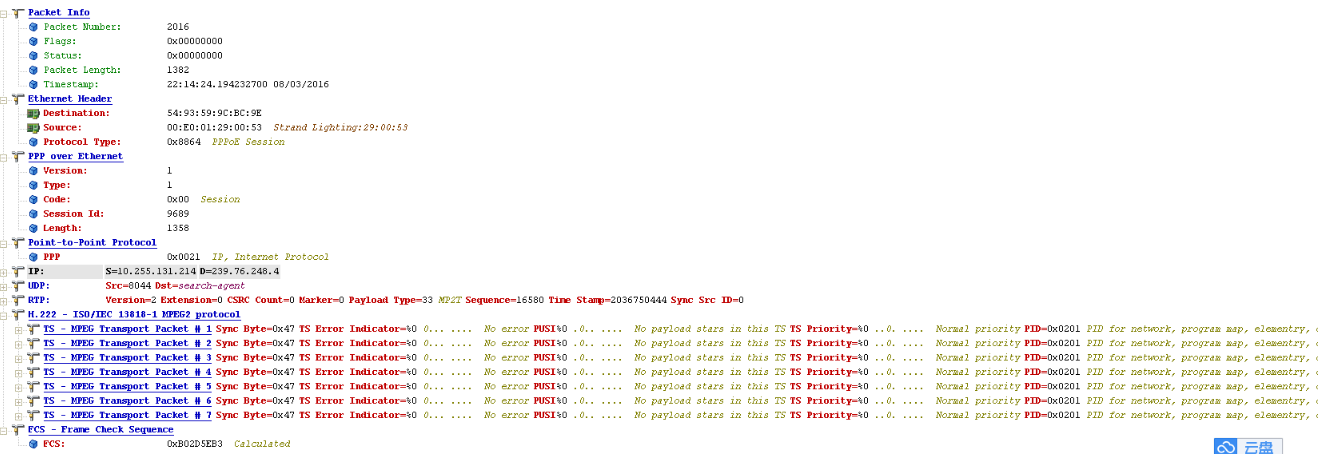 Packet Info
Packet Number: 2016
Flags: 0x00000000
Status: 0x00000000
Packet Length: 1382
Timestamp: 22:14:24.194232700 08/03/2016
Ethernet Header
Destination: 54:93:59:9C:BC:9E
Source: 00:E0:01:29:00:53 Strand Lighting:29:00:53
Protocol Type: 0x8864 PPPoE Session
PPP over Ethernet
Version: 1
Type: 1
Code: 0x00 Session
Session Id: 9689
Length: 1358
Point-to-Point Protocol
PPP 0x0021 IP, Internet Protocol
IP: S=10.255.131.214 D=239.76.248.4
UDP: Src=8044 Dst=search-agent
RTP: Version=2 Extension=0 CSRC Count=0 Marker=0 Payload Type=33 MP2T Sequence=16580 Time Stamp=2036750444 Sync Src ID=0
H.222 - ISO/IEC 13818-1 MPEG2 protocol
TS - MPEG Transport Packet # 1 Sync Byte=0x47 TS Error Indicator=%0 0... .... No error PUSI%0 .0.. .... No payload stars in this TS TS Priority=%0 ..0. .... Normal priority PID=0x0201 PID for network, program map, elementry,
TS - MPEG Transport Packet # 2 Sync Byte=0x47 TS Error Indicator=%0 0... .... No error PUSI%0 .0.. .... No payload stars in this TS TS Priority=%0 ..0. .... Normal priority PID=0x0201 PID for network, program map, elementry,
TS - MPEG Transport Packet # 3 Sync Byte=0x47 TS Error Indicator=%0 0... .... No error PUSI%0 .0.. .... No payload stars in this TS TS Priority=%0 ..0. .... Normal priority PID=0x0201 PID for network, program map, elementry,
TS - MPEG Transport Packet # 4 Sync Byte=0x47 TS Error Indicator=%0 0... .... No error PUSI%0 .0.. .... No payload stars in this TS TS Priority=%0 ..0. .... Normal priority PID=0x0201 PID for network, program map, elementry,
TS - MPEG Transport Packet # 5 Sync Byte=0x47 TS Error Indicator=%0 0... .... No error PUSI%0 .0.. .... No payload stars in this TS TS Priority=%0 ..0. .... Normal priority PID=0x0201 PID for network, program map, elementry,
TS - MPEG Transport Packet # 6 Sync Byte=0x47 TS Error Indicator=%0 0... .... No error PUSI%0 .0.. .... No payload stars in this TS TS Priority=%0 ..0. .... Normal priority PID=0x0201 PID for network, program map, elementry,
TS - MPEG Transport Packet # 7 Sync Byte=0x47 TS Error Indicator=%0 0... .... No error PUSI%0 .0.. .... No payload stars in this TS TS Priority=%0 ..0. .... Normal priority PID=0x0201 PID for network, program map, elementry,
FCS - Frame Check Sequence
FCS: 0xB02D5EB3 Calculated
云盘